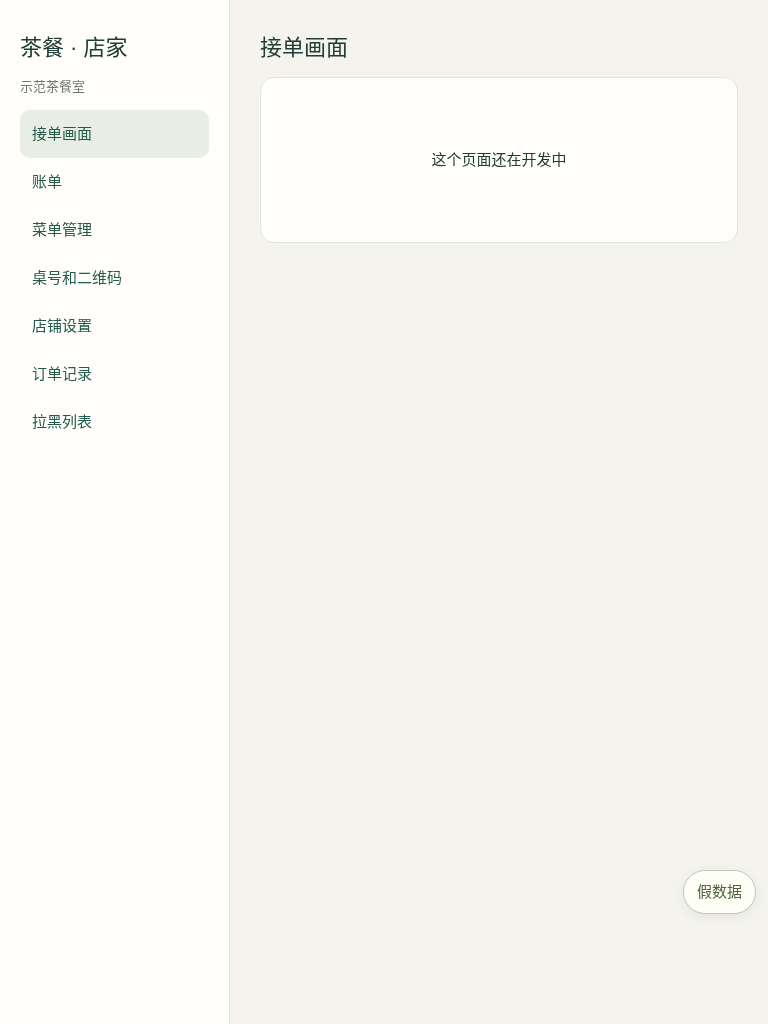 茶餐 · 店家
示范茶餐室
接单画面
账单
菜单管理
桌号和二维码
店铺设置
订单记录
拉黑列表
接单画面
这个页面还在开发中
假数据